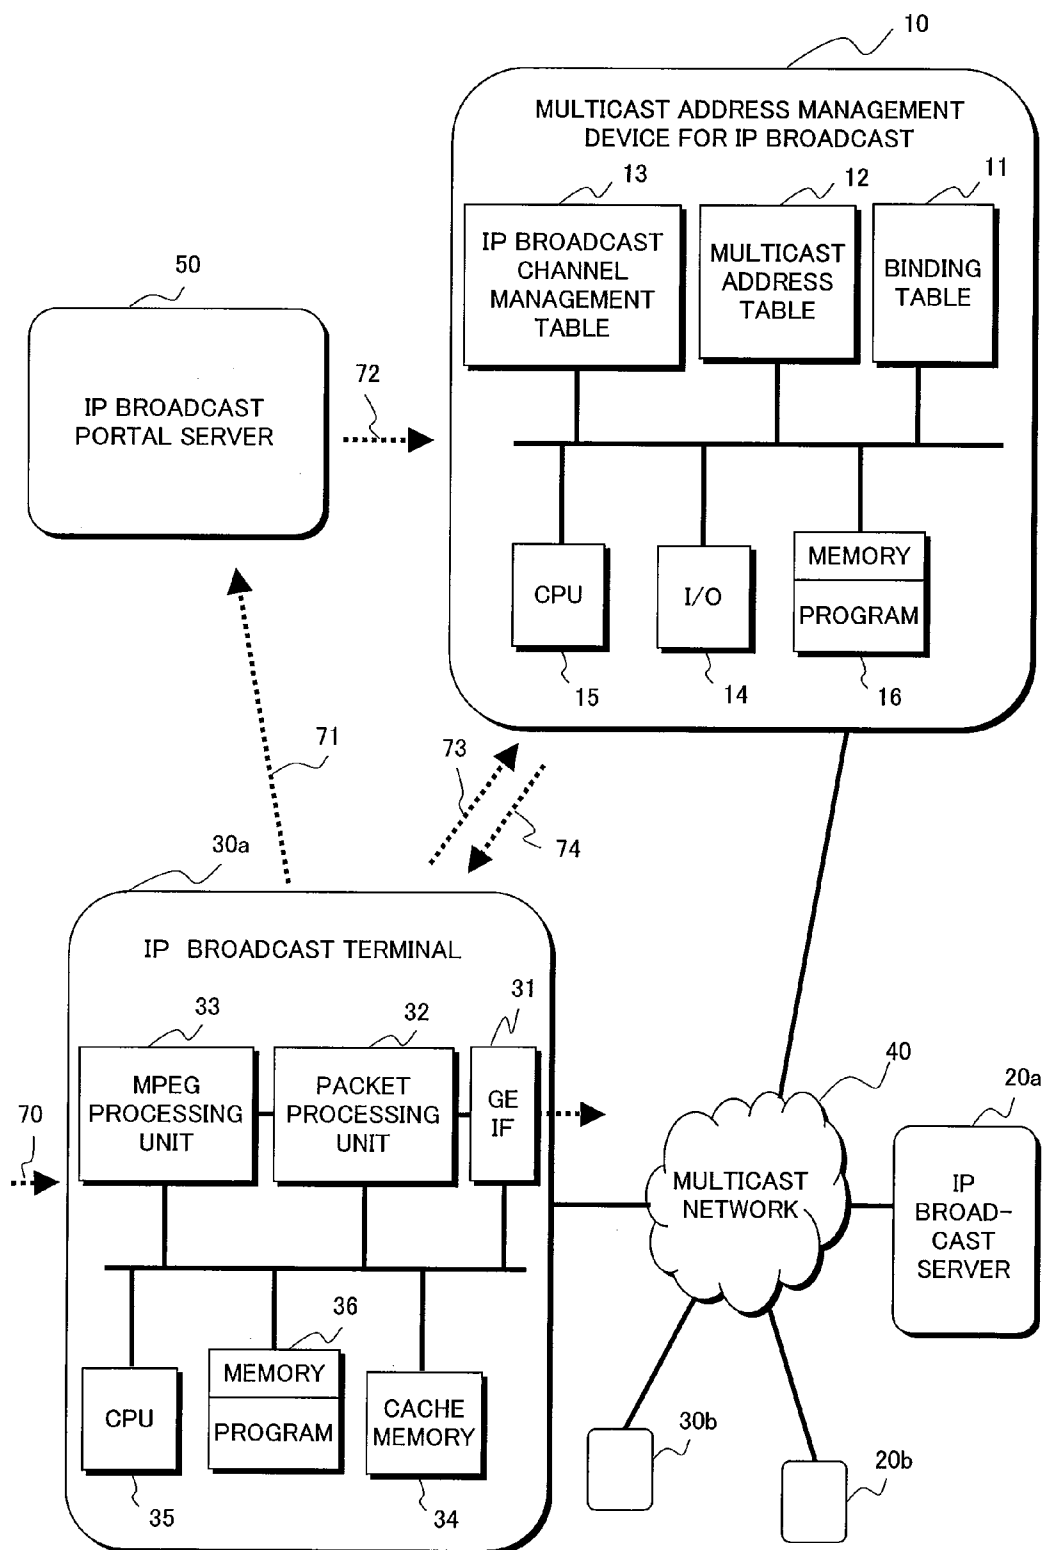 10
MULTICAST ADDRESS MANAGEMENT
DEVICE FOR IP BROADCAST
13
12
11
IP BROADCAST
CHANNEL
MANAGEMENT
TABLE
MULTICAST
ADDRESS
TABLE
BINDING
TABLE
50
IP BROADCAST
PORTAL SERVER
72
CPU
I/O
MEMORY
PROGRAM
15
14
16
71
73
74
30a
IP BROADCAST TERMINAL
33
32
31
MPEG
PROCESSING
UNIT
PACKET
PROCESSING
UNIT
GE
IF
70
40
MULTICAST
NETWORK
20a
IP
BROAD-
CAST
SERVER
36
CPU
MEMORY
PROGRAM
CACHE
MEMORY
35
34
30b
20b